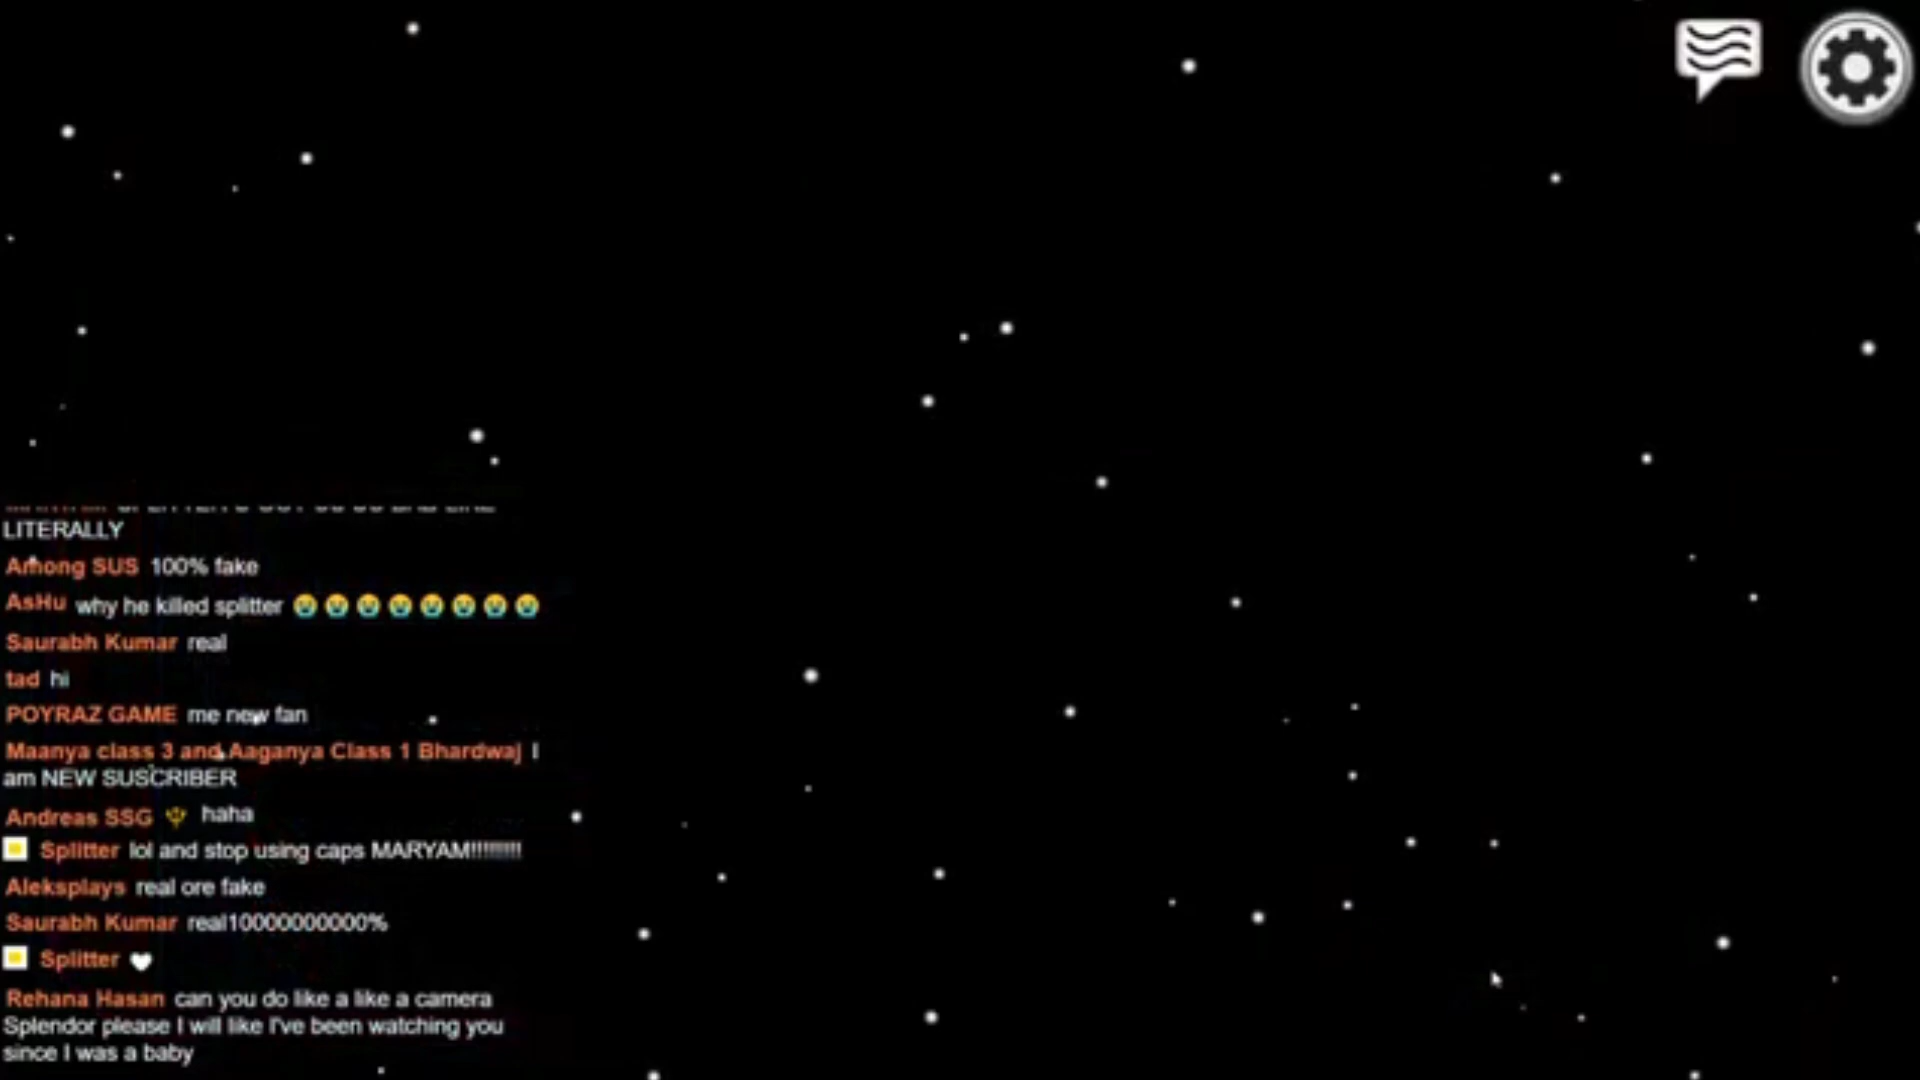 LITERALLY
Among SUS 100% fake
AsHu why he killed splitter 😭😭😭😭😭😭😭😭
Saurabh Kumar real
tad hi
POYRAZ GAME me new fan
Maanya class 3 and Aaganya Class 1 Bhardwaj I
am NEW SUSCRIBER
Andreas SSG haha
Splitter lol and stop using caps MARYAM!!!!!!!!!
Aleksplays real ore fake
Saurabh Kumar real10000000000%
Splitter 🤍
Rehana Hasan can you do like a like a camera
Splendor please I will like I've been watching you
since I was a baby